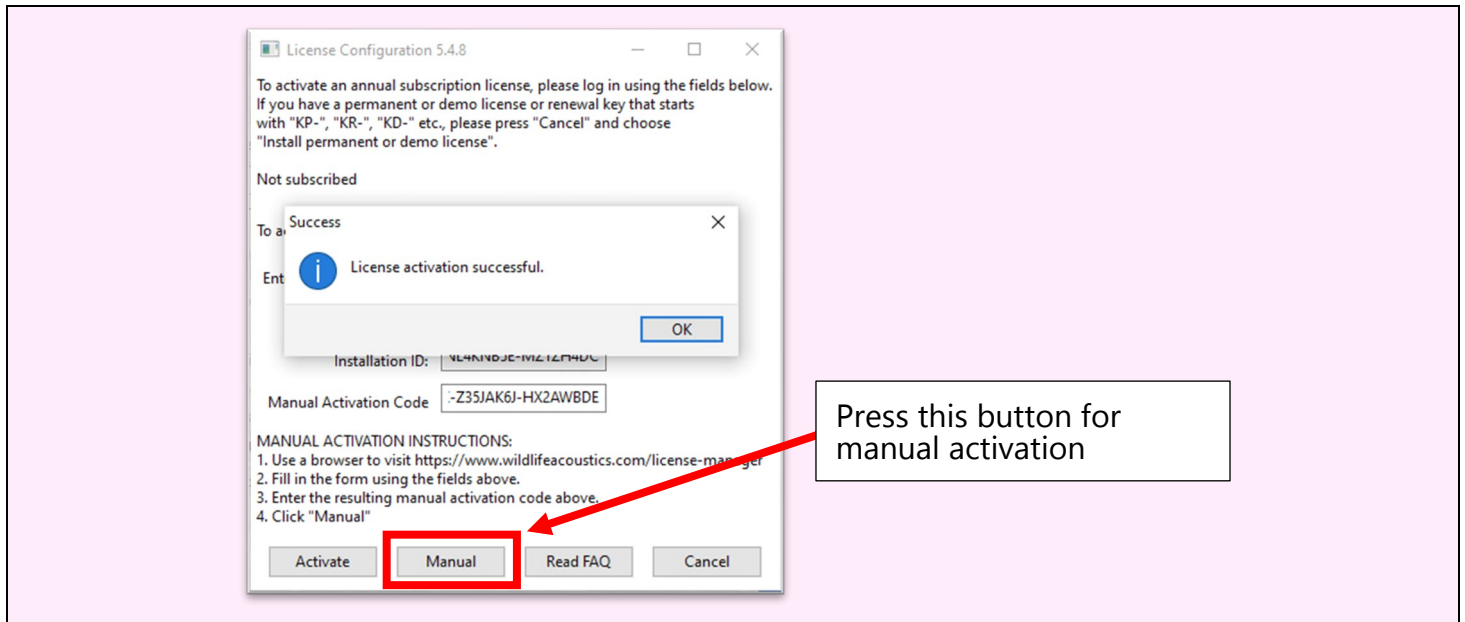 License Configuration 5.4.8
To activate an annual subscription license, please log in using the fields below.
If you have a permanent or demo license or renewal key that starts
with "KP-", "KR-", "KD-" etc., please press "Cancel" and choose
"Install permanent or demo license".
Not subscribed
To a
Success
Ent
License activation successful.
OK
Installation ID:
Manual Activation Code
-Z35JAK6J-HX2AWBDE
Press this button for
manual activation
MANUAL ACTIVATION INSTRUCTIONS:
1. Use a browser to visit https://www.wildlifeacoustics.com/license-manager
2. Fill in the form using the fields above.
3. Enter the resulting manual activation code above.
4. Click "Manual"
Activate
Manual
Read FAQ
Cancel